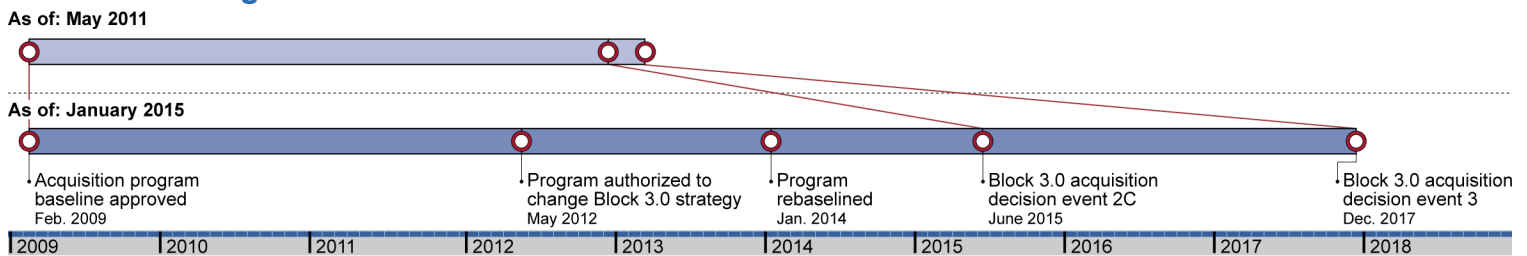 As of: May 2011
As of: January 2015
Acquisition program
baseline approved
Feb. 2009
Program authorized to
change Block 3.0 strategy
May 2012
Program
rebaselined
Jan. 2014
Block 3.0 acquisition
decision event 2C
June 2015
Block 3.0 acquisition
decision event 3
Dec. 2017
2009 2010 2011 2012 2013 2014 2015 2016 2017 2018